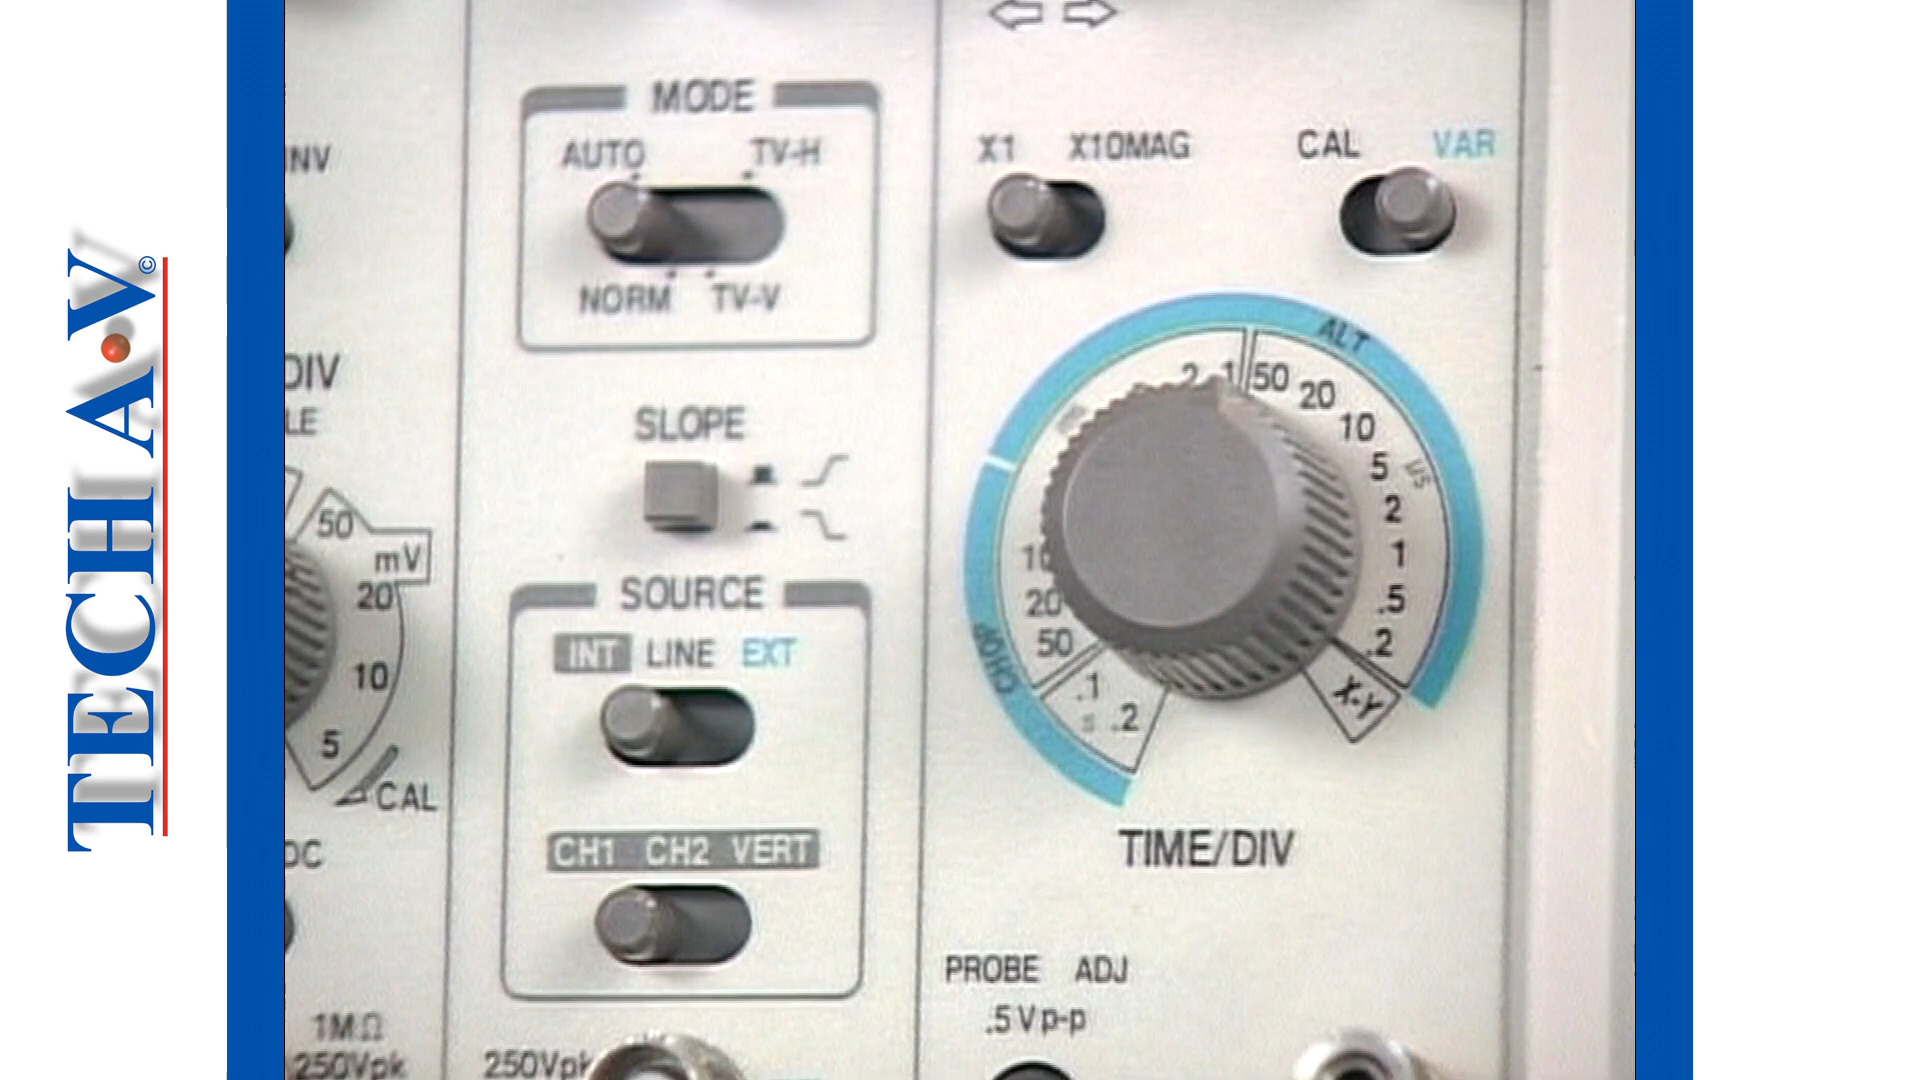 TECH A.V ©
INV
DIV
LE
50
mV
20
10
5
CAL
DC
1MΩ
250Vpk
MODE
AUTO TV-H
NORM TV-V
SLOPE
SOURCE
INT LINE EXT
CH1 CH2 VERT
250Vpk
X1 X10MAG
CAL VAR
ALT
CHOP
2 .1 50 20 10 5 2 1 .5 .2
µS
X-Y
10
20
50
.1
s .2
TIME/DIV
PROBE ADJ
.5Vp-p